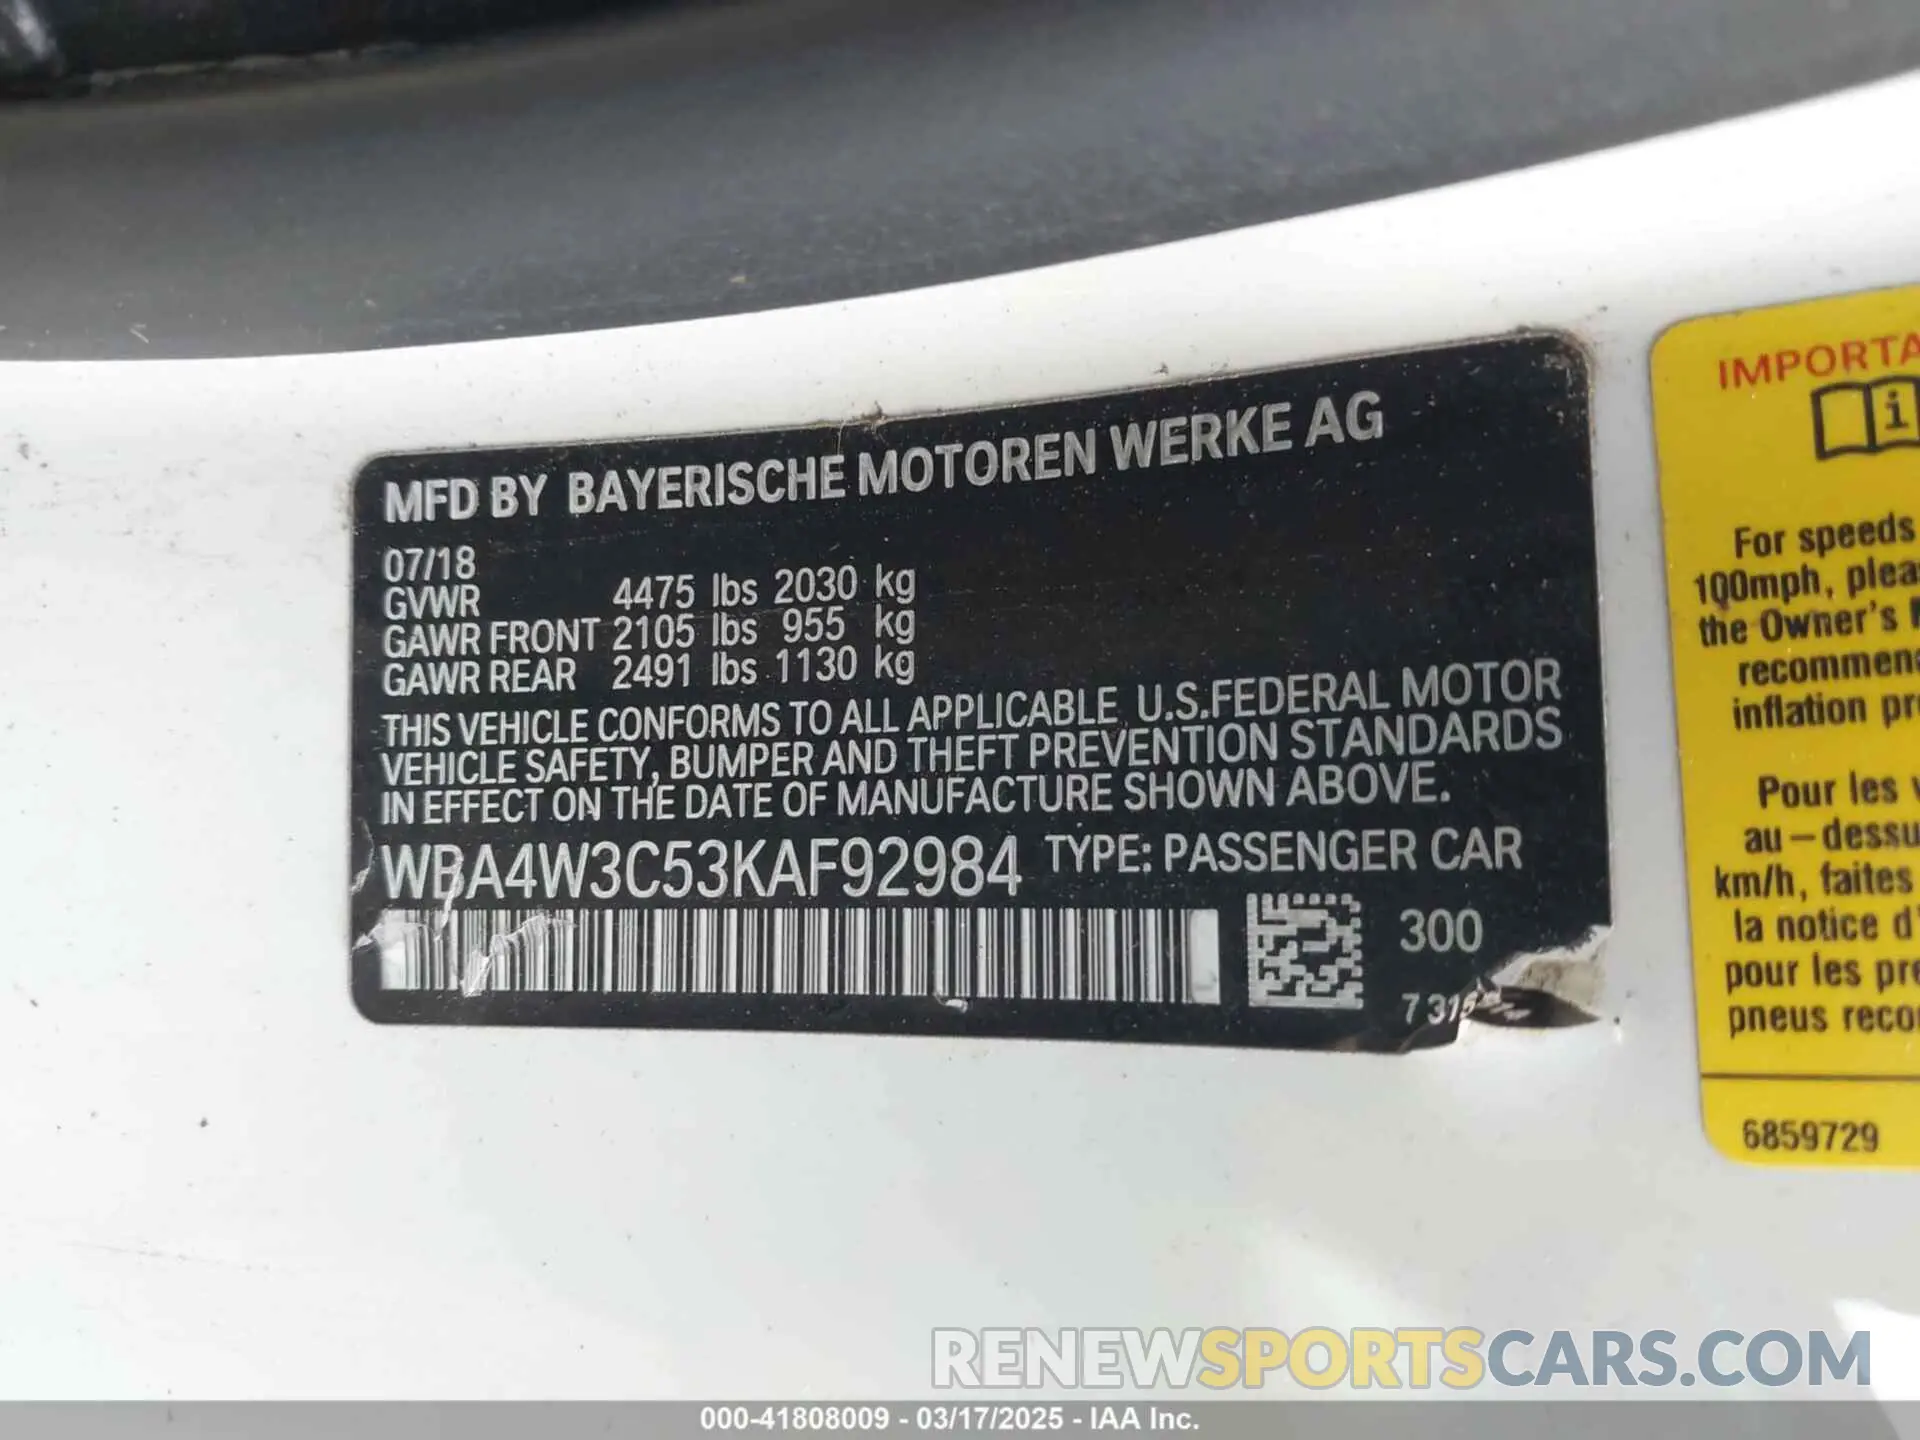 MFD BY BAYERISCHE MOTOREN WERKE AG
07/18
GVWR 4475 lbs 2030 kg
GAWR FRONT 2105 lbs 955 kg
GAWR REAR 2491 lbs 1130 kg
THIS VEHICLE CONFORMS TO ALL APPLICABLE U.S.FEDERAL MOTOR
VEHICLE SAFETY, BUMPER AND THEFT PREVENTION STANDARDS
IN EFFECT ON THE DATE OF MANUFACTURE SHOWN ABOVE.
WBA4W3C53KAF92984 TYPE: PASSENGER CAR
300
7 315
IMPORTA
i
For speeds
100mph, plea
the Owner's
recommen
inflation pr
Pour les v
au – dessu
km/h, faites
la notice d'
pour les pre
pneus reco
6859729
RENEWSPORTSCARS.COM
000-41808009 - 03/17/2025 - IAA Inc.